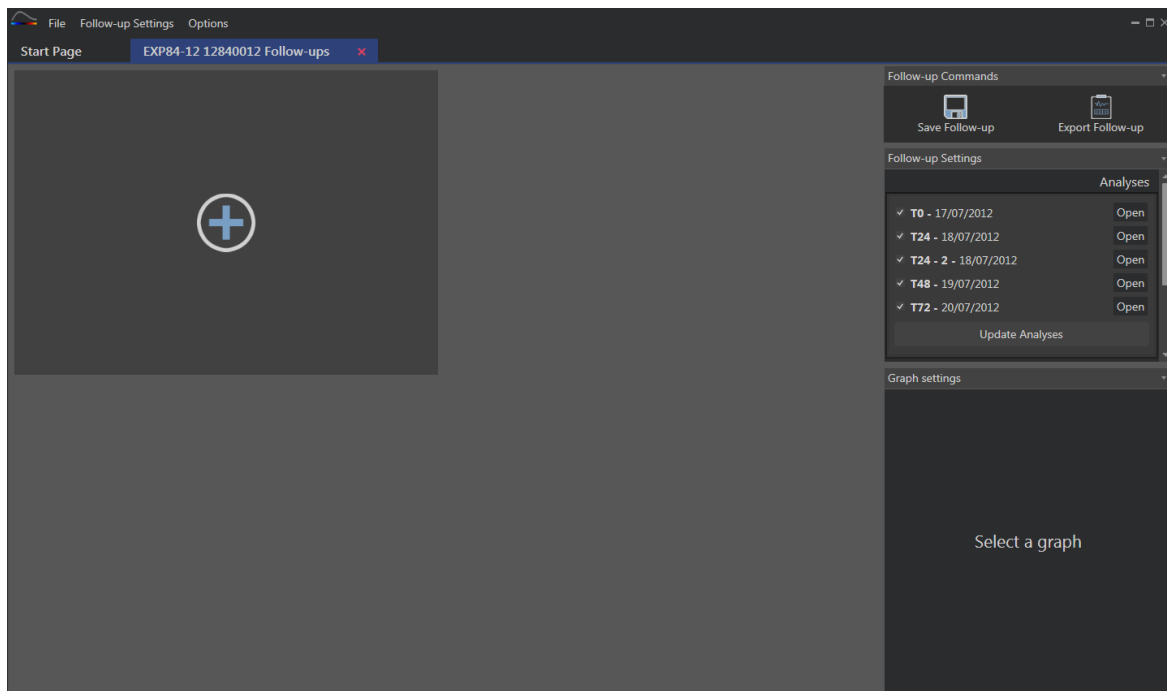 File Follow-up Settings Options
Start Page EXP84-12 12840012 Follow-ups
Follow-up Commands
Save Follow-up Export Follow-up
Follow-up Settings
Analyses
T0 - 17/07/2012 Open
T24 - 18/07/2012 Open
T24 - 2 - 18/07/2012 Open
T48 - 19/07/2012 Open
T72 - 20/07/2012 Open
Update Analyses
Graph settings
Select a graph